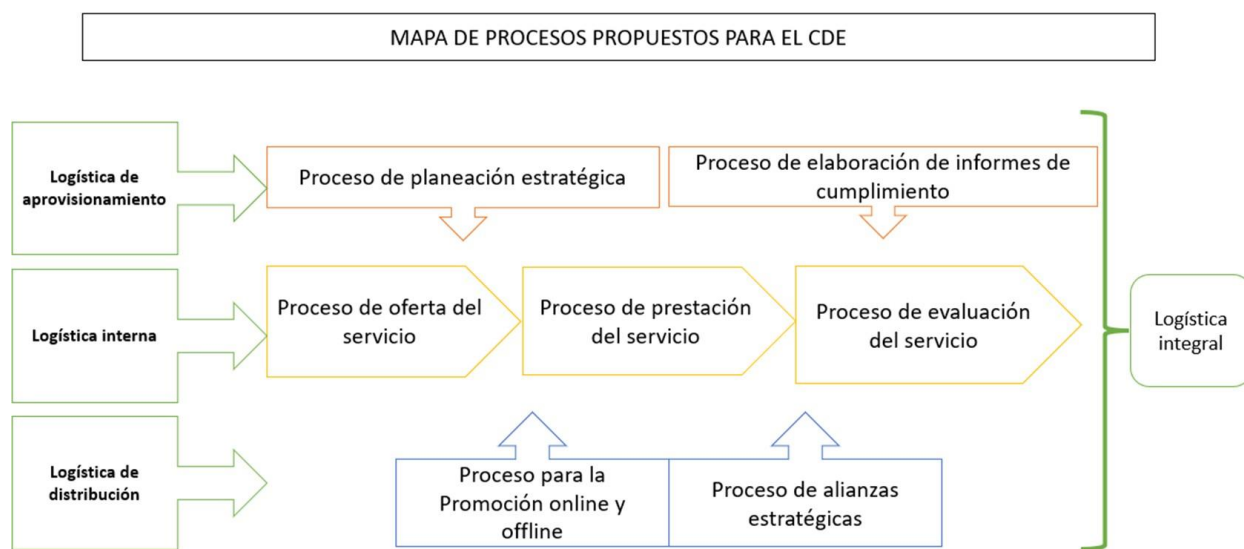 MAPA DE PROCESOS PROPUESTOS PARA EL CDE
Logística de
aprovisionamiento
Proceso de planeación estratégica
Proceso de elaboración de informes de
cumplimiento
Logística interna
Proceso de oferta del
servicio
Proceso de prestación
del servicio
Proceso de evaluación
del servicio
Logística
integral
Logística de
distribución
Proceso para la
Promoción online y
offline
Proceso de alianzas
estratégicas